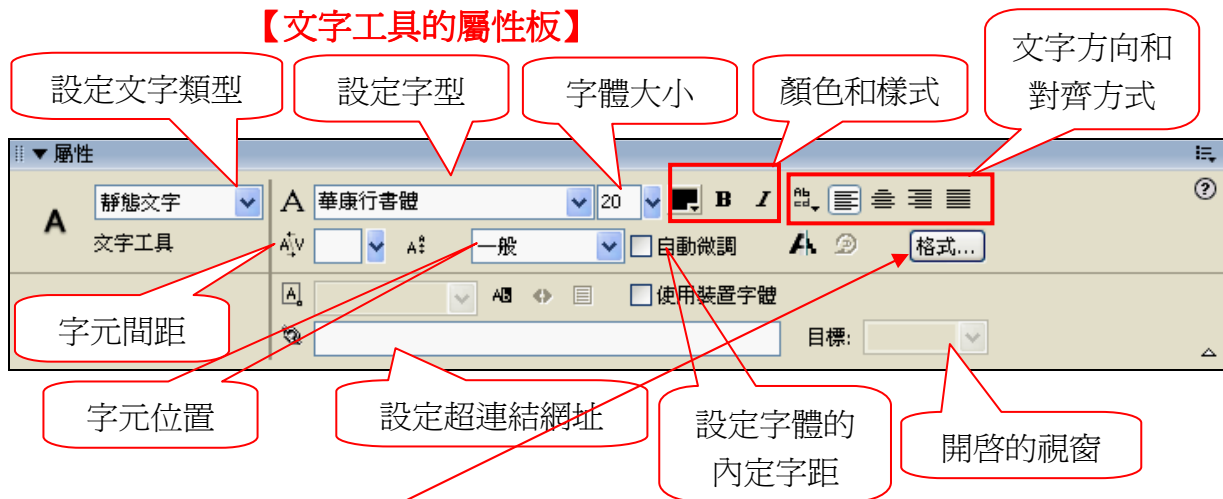 【文字工具的屬性板】
設定文字類型
設定字型
字體大小
顏色和樣式
文字方向和
對齊方式
▼ 屬性
A
靜態文字
文字工具
A
華康行書體
20
B I
Ab
cd
A V
A
一般
自動微調
格式...
A
AB
使用裝置字體
目標:
字元間距
字元位置
設定超連結網址
設定字體的
內定字距
開啓的視窗